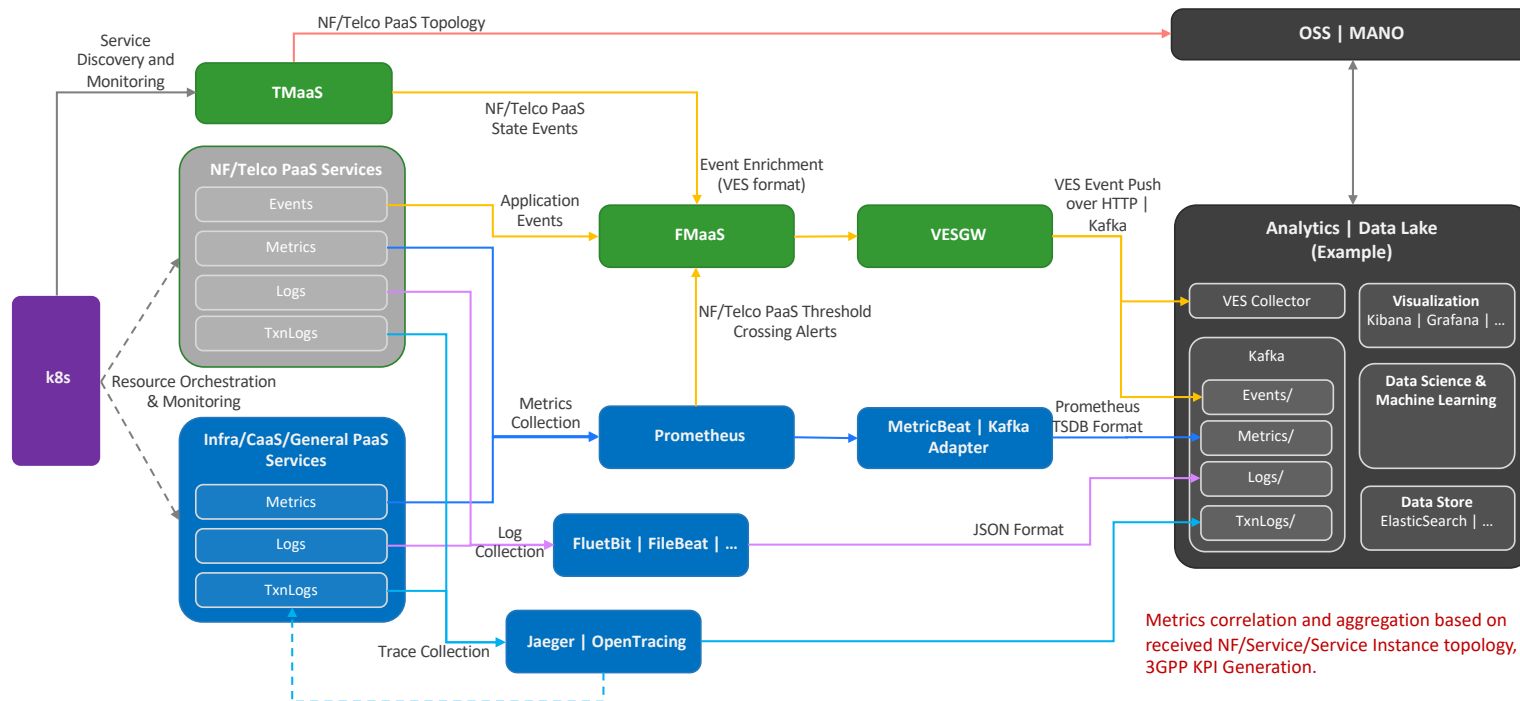 NF/Telco PaaS Topology
OSS | MANO
Service
Discovery and
Monitoring
TMaaS
NF/Telco PaaS
State Events
NF/Telco PaaS Services
Events
Metrics
Logs
TxnLogs
Application
Events
Event Enrichment
(VES format)
FMaaS
VESGW
VES Event Push
over HTTP |
Kafka
Analytics | Data Lake
(Example)
VES Collector
Visualization
Kibana | Grafana | …
Kafka
Events/
Metrics/
Logs/
TxnLogs/
Data Science &
Machine Learning
Data Store
ElasticSearch | …
NF/Telco PaaS Threshold
Crossing Alerts
k8s
Resource Orchestration
& Monitoring
Infra/CaaS/General PaaS
Services
Metrics
Logs
TxnLogs
Metrics
Collection
Prometheus
MetricBeat | Kafka
Adapter
Prometheus
TSDB Format
Log
Collection
FluetBit | FileBeat | …
JSON Format
Trace Collection
Jaeger | OpenTracing
Metrics correlation and aggregation based on
received NF/Service/Service Instance topology,
3GPP KPI Generation.